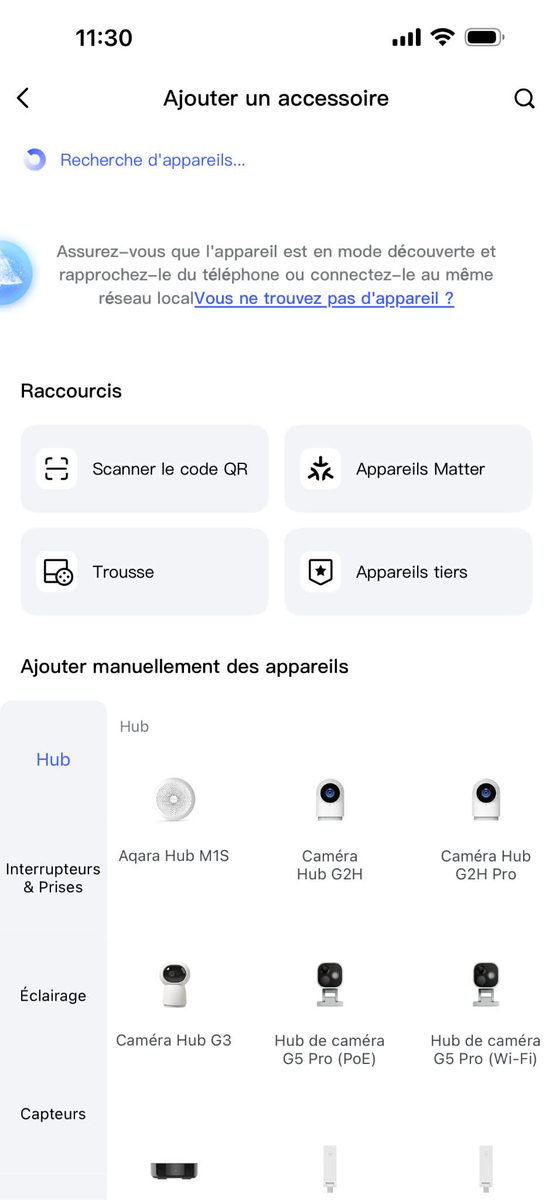 11:30
Ajouter un accessoire
Recherche d'appareils...
Assurez-vous que l'appareil est en mode découverte et
rapprochez-le du téléphone ou connectez-le au même
réseau localVous ne trouvez pas d'appareil ?
Raccourcis
Scanner le code QR
Appareils Matter
Trousse
Appareils tiers
Ajouter manuellement des appareils
Hub
Interrupteurs
& Prises
Éclairage
Capteurs
Hub
Aqara Hub M1S
Caméra
Hub G2H
Caméra Hub
G2H Pro
Caméra Hub G3
Hub de caméra
G5 Pro (PoE)
Hub de caméra
G5 Pro (Wi-Fi)